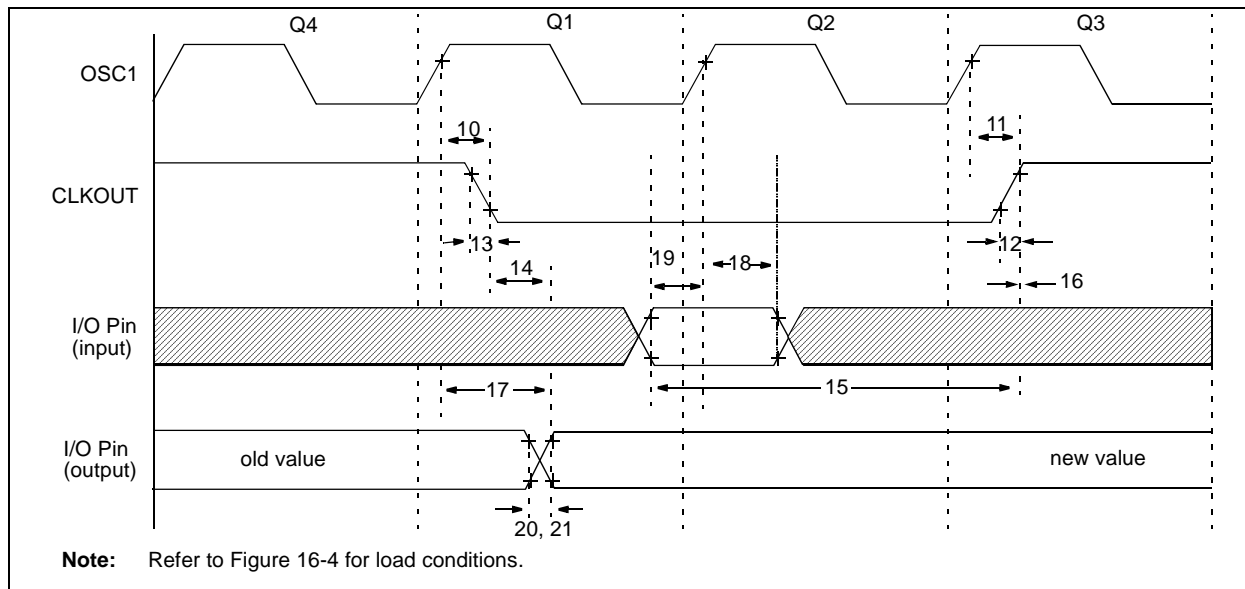 Q4 Q1 Q2 Q3
OSC1
10 11
CLKOUT
13 12
14 19 18 16
I/O Pin
(input)
17 15
I/O Pin
(output)
old value new value
20, 21
Note: Refer to Figure 16-4 for load conditions.